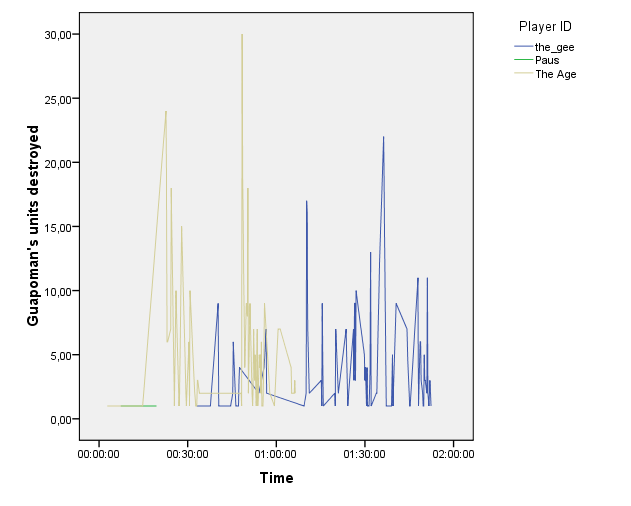 Player ID
the_gee
Paus
The Age
Guapoman's units destroyed
30,00
25,00
20,00
15,00
10,00
5,00
0,00
00:00:00 00:30:00 01:00:00 01:30:00 02:00:00
Time